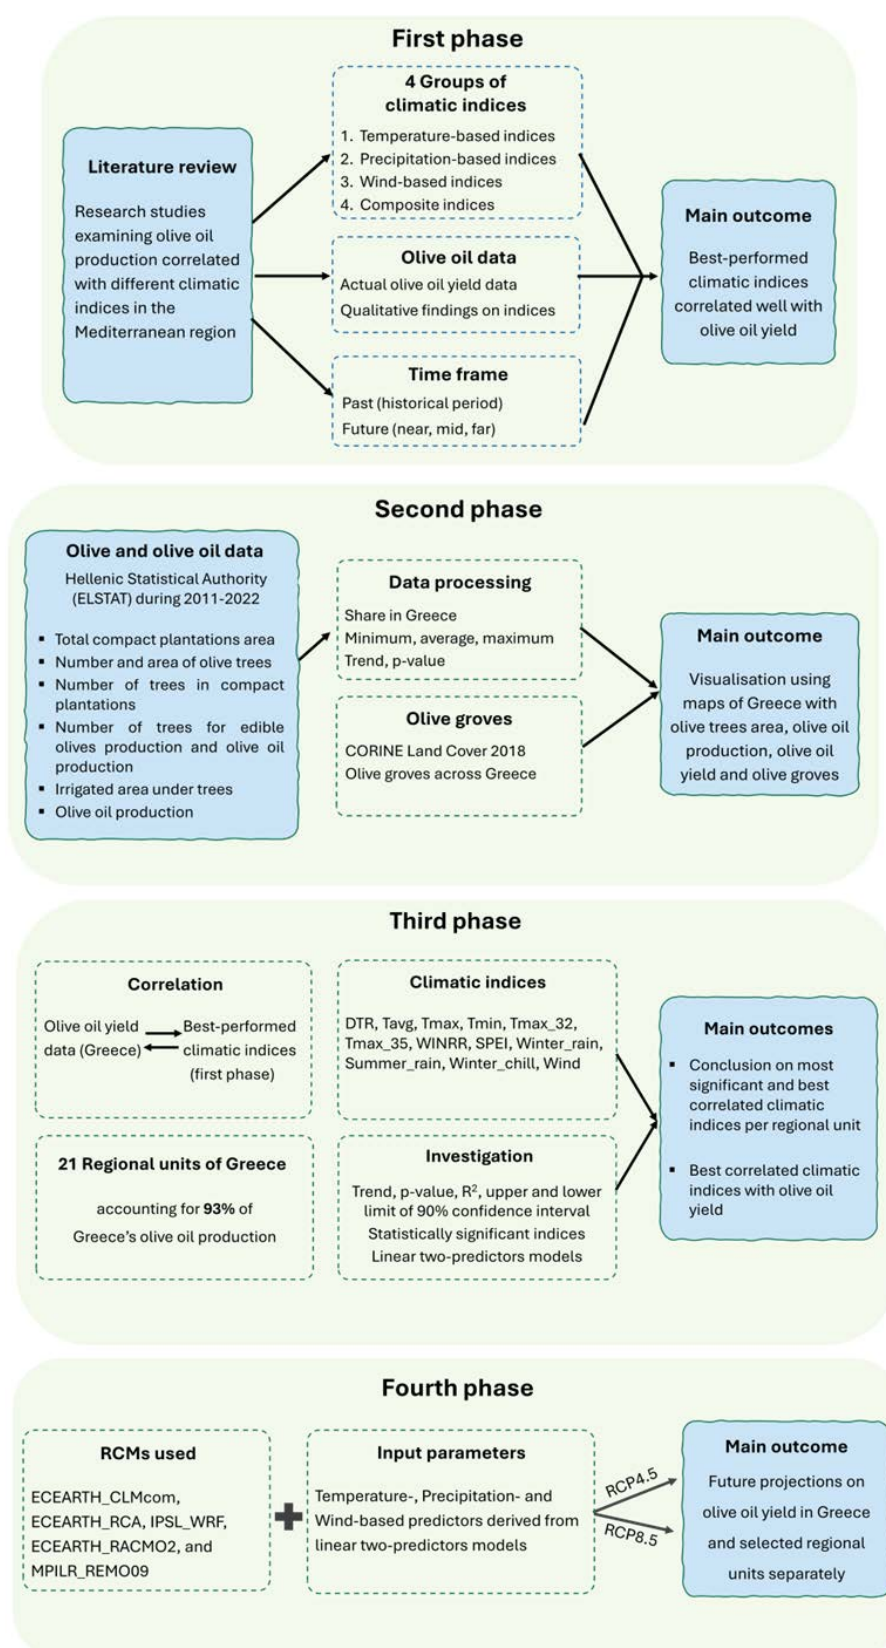 First phase
Literature review
Research studies
examining olive oil
production correlated
with different climatic
indices in the
Mediterranean region
4 Groups of
climatic indices
1. Temperature-based indices
2. Precipitation-based indices
3. Wind-based indices
4. Composite indices
Olive oil data
Actual olive oil yield data
Qualitative findings on indices
Time frame
Past (historical period)
Future (near, mid, far)
Main outcome
Best-performed
climatic indices
correlated well with
olive oil yield
Second phase
Olive and olive oil data
Hellenic Statistical Authority
(ELSTAT) during 2011-2022
▪ Total compact plantations area
▪ Number and area of olive trees
▪ Number of trees in compact
plantations
▪ Number of trees for edible
olives production and olive oil
production
▪ Irrigated area under trees
▪ Olive oil production
Data processing
Share in Greece
Minimum, average, maximum
Trend, p-value
Olive groves
CORINE Land Cover 2018
Olive groves across Greece
Main outcome
Visualisation using
maps of Greece with
olive trees area, olive oil
production, olive oil
yield and olive groves
Third phase
Correlation
Olive oil yield
data (Greece)
Best-performed
climatic indices
(first phase)
21 Regional units of Greece
accounting for 93% of
Greece's olive oil production
Climatic indices
DTR, Tavg, Tmax, Tmin, Tmax_32,
Tmax_35, WINRR, SPEI, Winter_rain,
Summer_rain, Winter_chill, Wind
Investigation
Trend, p-value, R², upper and lower
limit of 90% confidence interval
Statistically significant indices
Linear two-predictors models
Main outcomes
▪ Conclusion on most
significant and best
correlated climatic
indices per regional unit
▪ Best correlated climatic
indices with olive oil
yield
Fourth phase
RCMs used
ECEARTH_CLMcom,
ECEARTH_RCA, IPSL_WRF,
ECEARTH_RACMO2, and
MPILR_REMO09
Input parameters
Temperature-, Precipitation- and
Wind-based predictors derived from
linear two-predictors models
RCP4.5
RCP8.5
Main outcome
Future projections on
olive oil yield in Greece
and selected regional
units separately